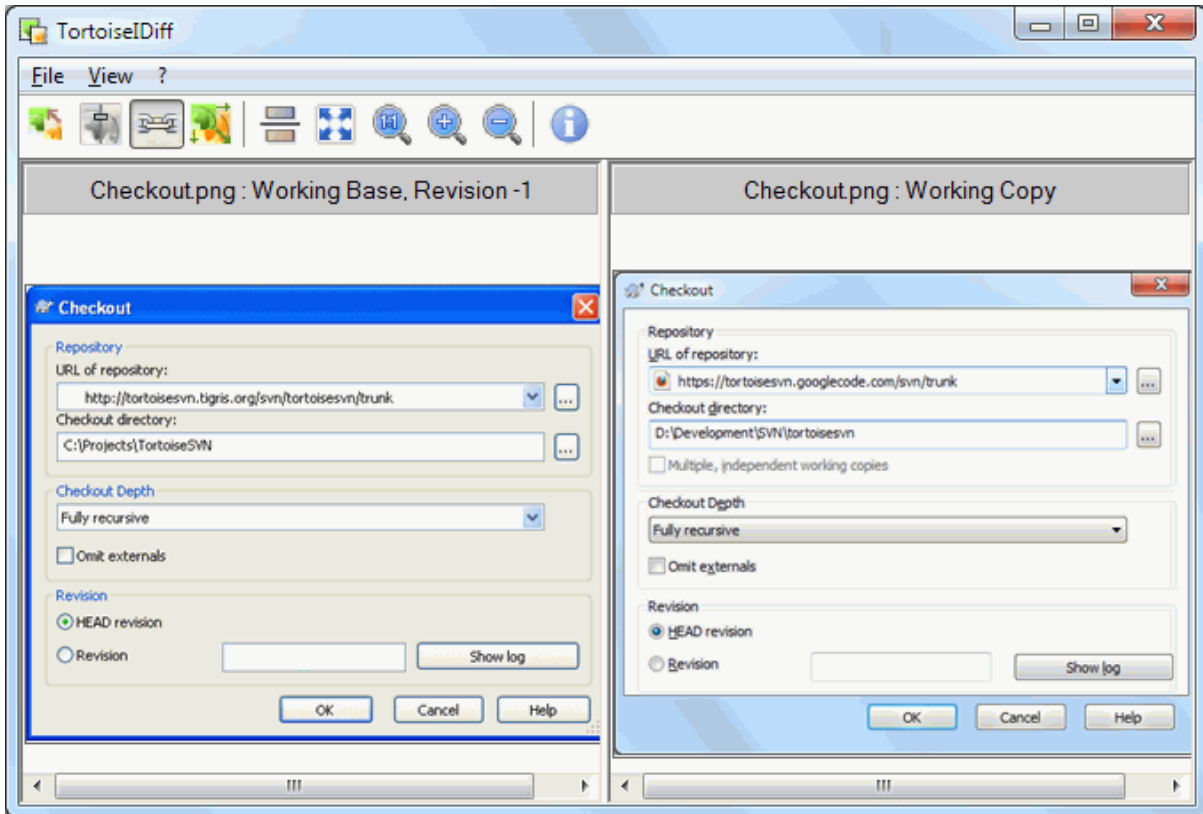 TortoiseIDiff
File View ?
Checkout.png : Working Base, Revision -1
Checkout
Repository
URL of repository:
http://tortoisesvn.tigris.org/svn/tortoisesvn/trunk
...
Checkout directory:
C:\Projects\TortoiseSVN
...
Checkout Depth
Fully recursive
Omit externals
Revision
HEAD revision
Revision
Show log
OK Cancel Help
Checkout.png : Working Copy
Checkout
Repository
URL of repository:
https://tortoisesvn.googlecode.com/svn/trunk
...
Checkout directory:
D:\Development\SVN\tortoisesvn
...
Multiple, independent working copies
Checkout Depth
Fully recursive
Omit externals
Revision
HEAD revision
Revision
Show log
OK Cancel Help